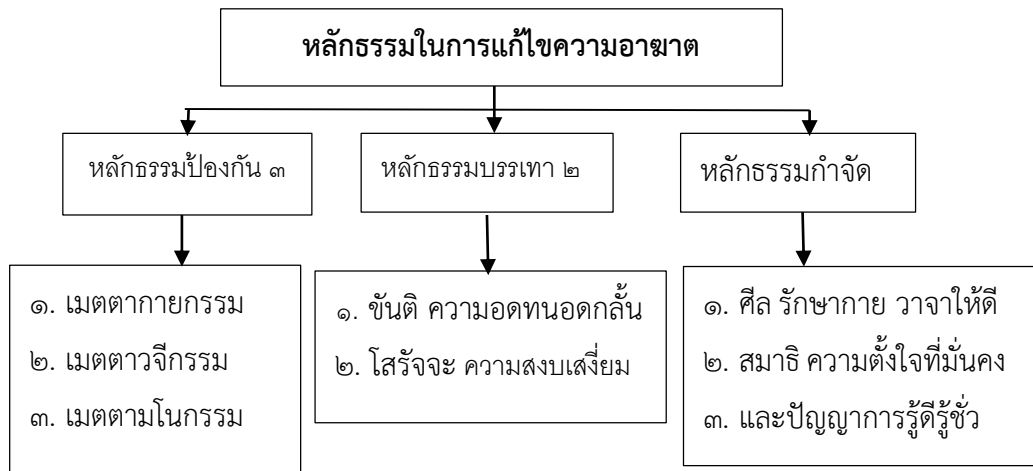 หลักธรรมในการแก้ไขความอาฆาต
หลักธรรมป้องกัน ๓
หลักธรรมบรรเทา ๒
หลักธรรมกำจัด
๑. เมตตากายกรรม
๒. เมตตาวจีกรรม
๓. เมตตามโนกรรม
๑. ขันติ ความอดทนอดกลั้น
๒. โสรัจจะ ความสงบเสงี่ยม
๑. ศีล รักษากาย วาจาให้ดี
๒. สมาธิ ความตั้งใจที่มั่นคง
๓. และปัญญาการรู้ดีรู้ชั่ว